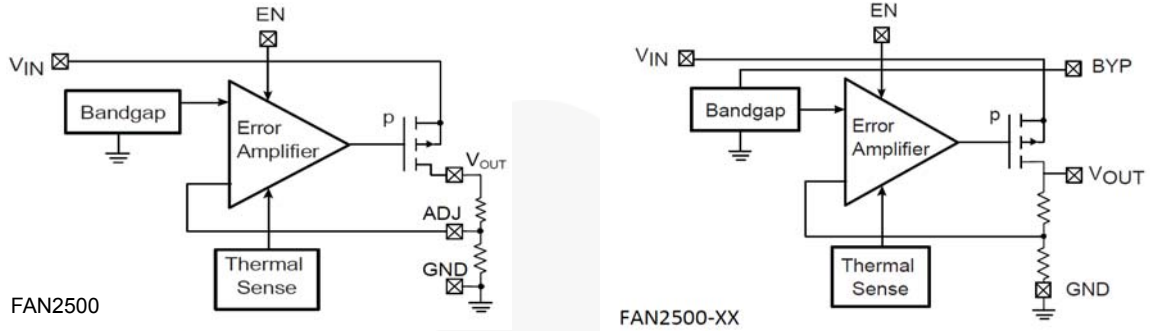 EN
VIN
Bandgap
Error
Amplifier
p
VOUT
ADJ
Thermal
Sense
GND
FAN2500
EN
VIN
BYP
Bandgap
p
Error
Amplifier
VOUT
Thermal
Sense
GND
FAN2500-XX